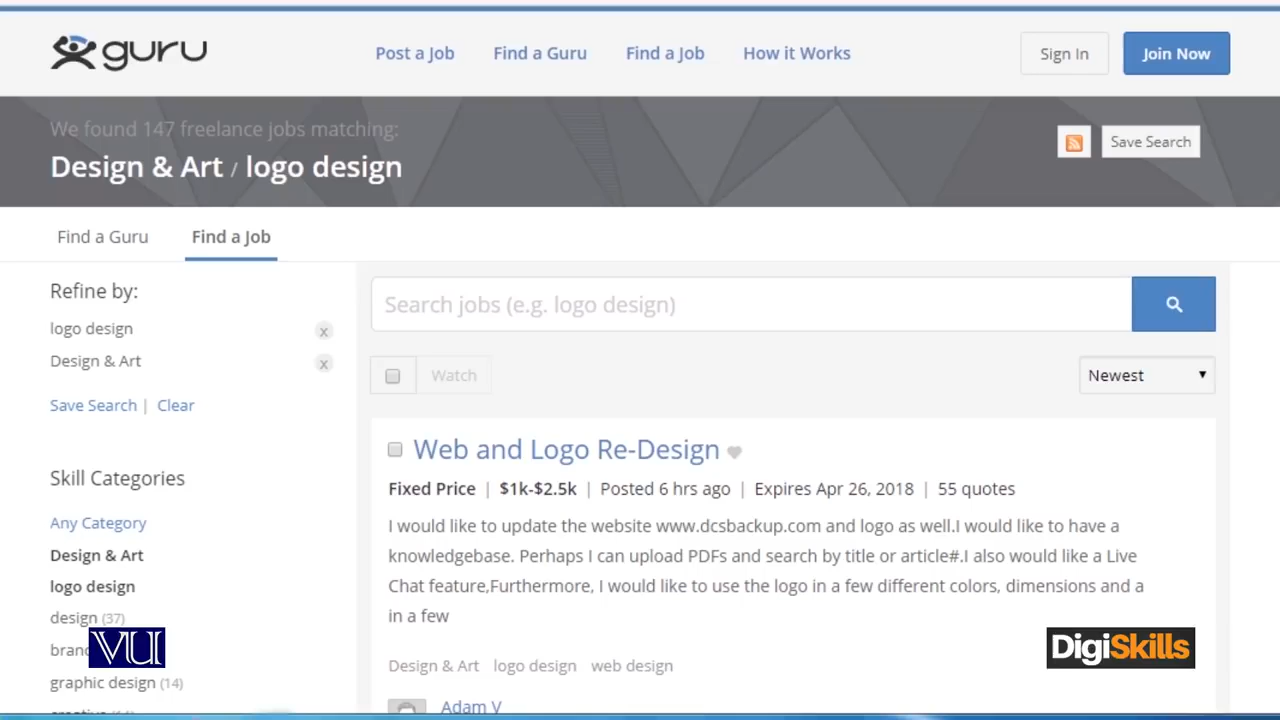 guru
Post a Job
Find a Guru
Find a Job
How it Works
Sign In
Join Now
We found 147 freelance jobs matching:
Design & Art / logo design
Save Search
Find a Guru
Find a Job
Refine by:
logo design x
Design & Art x
Save Search | Clear
Skill Categories
Any Category
Design & Art
logo design
design (37)
graphic design (14)
Search jobs (e.g. logo design)
Watch
Newest
Web and Logo Re-Design
Fixed Price | $1k-$2.5k | Posted 6 hrs ago | Expires Apr 26, 2018 | 55 quotes
I would like to update the website www.dcsbackup.com and logo as well.I would like to have a
knowledgebase. Perhaps I can upload PDFs and search by title or article#.I also would like a Live
Chat feature,Furthermore, I would like to use the logo in a few different colors, dimensions and a
in a few
Design & Art logo design web design
Adam V
VU
DigiSkills